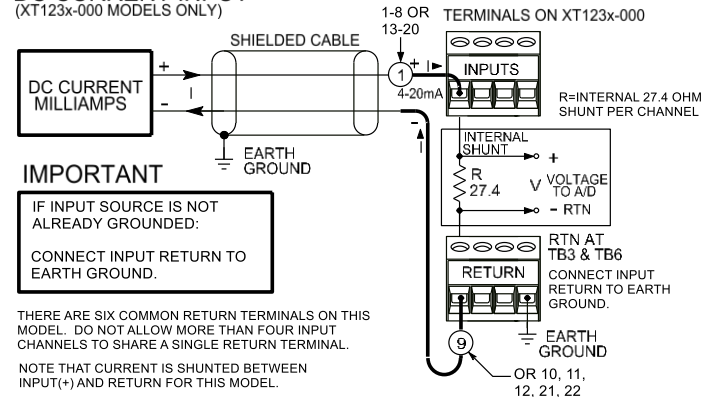 DC CURRENT INPUT
(XT123x-000 MODELS ONLY)
1-8 OR
13-20
TERMINALS ON XT123x-000
SHIELDED CABLE
+
I
-
DC CURRENT
MILLIAMPS
1
+
I
4-20mA
INPUTS
R=INTERNAL 27.4 OHM
SHUNT PER CHANNEL
-
I
EARTH
GROUND
INTERNAL
SHUNT
R
27.4
+
V
VOLTAGE
TO A/D
- RTN
IMPORTANT
IF INPUT SOURCE IS NOT
ALREADY GROUNDED:
CONNECT INPUT RETURN TO
EARTH GROUND.
RTN AT
TB3 & TB6
RETURN
CONNECT INPUT
RETURN TO EARTH
GROUND.
THERE ARE SIX COMMON RETURN TERMINALS ON THIS
MODEL. DO NOT ALLOW MORE THAN FOUR INPUT
CHANNELS TO SHARE A SINGLE RETURN TERMINAL.
EARTH
GROUND
9
NOTE THAT CURRENT IS SHUNTED BETWEEN
INPUT(+) AND RETURN FOR THIS MODEL.
OR 10, 11,
12, 21, 22